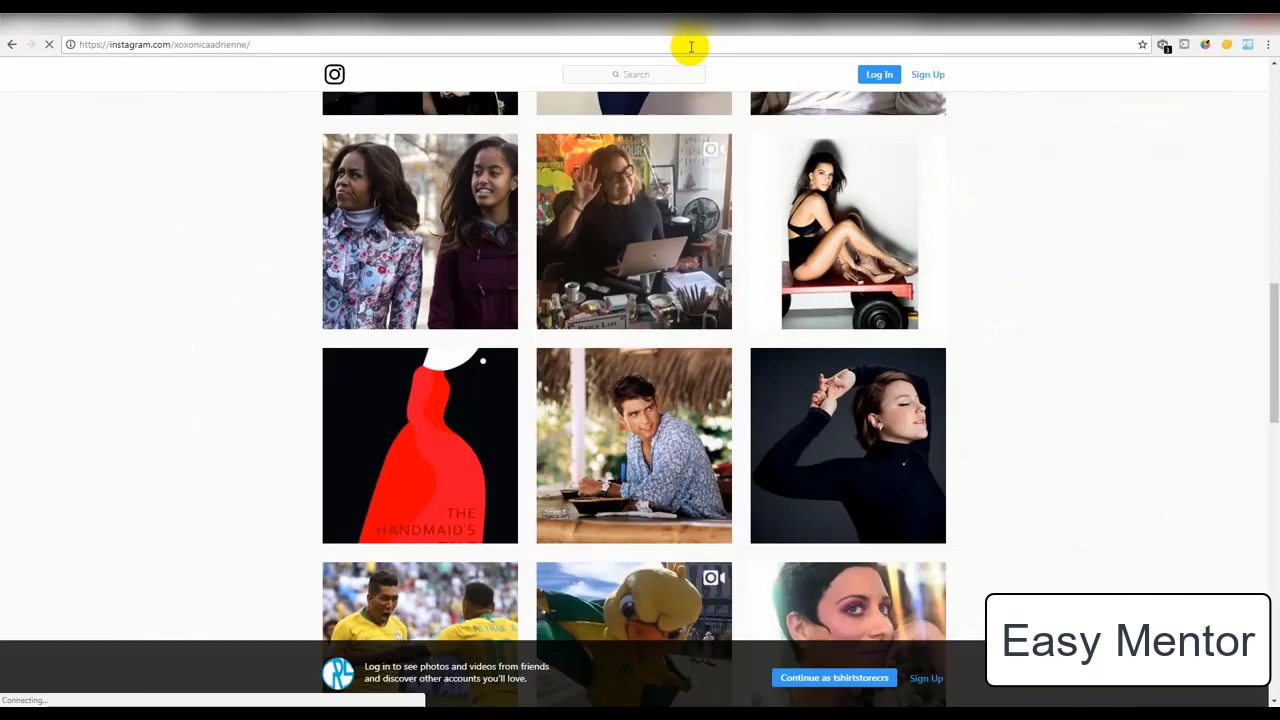 https://instagram.com/xoxonicaadrienne/
Search
Log In
Sign Up
THE
HANDMAID'S
Log in to see photos and videos from friends
and discover other accounts you'll love.
Continue as tshirtstorecrs
Sign Up
Easy Mentor
Connecting...